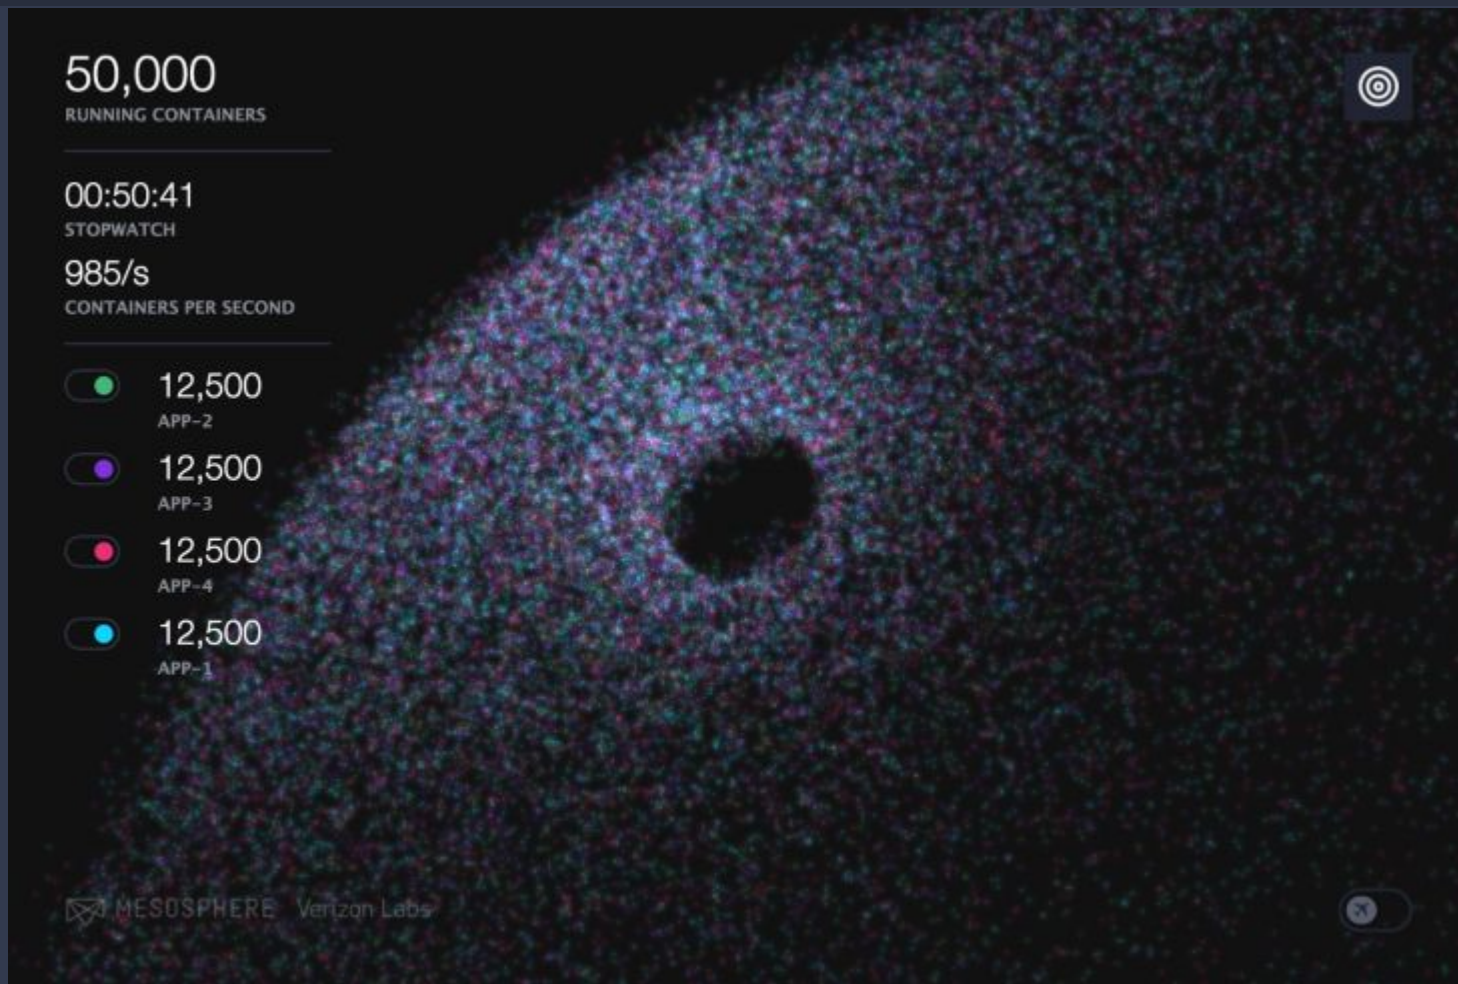 50,000
RUNNING CONTAINERS
00:50:41
STOPWATCH
985/s
CONTAINERS PER SECOND
12,500
APP-2
12,500
APP-3
12,500
APP-4
12,500
APP-1
MESOSPHERE Verizon Labs